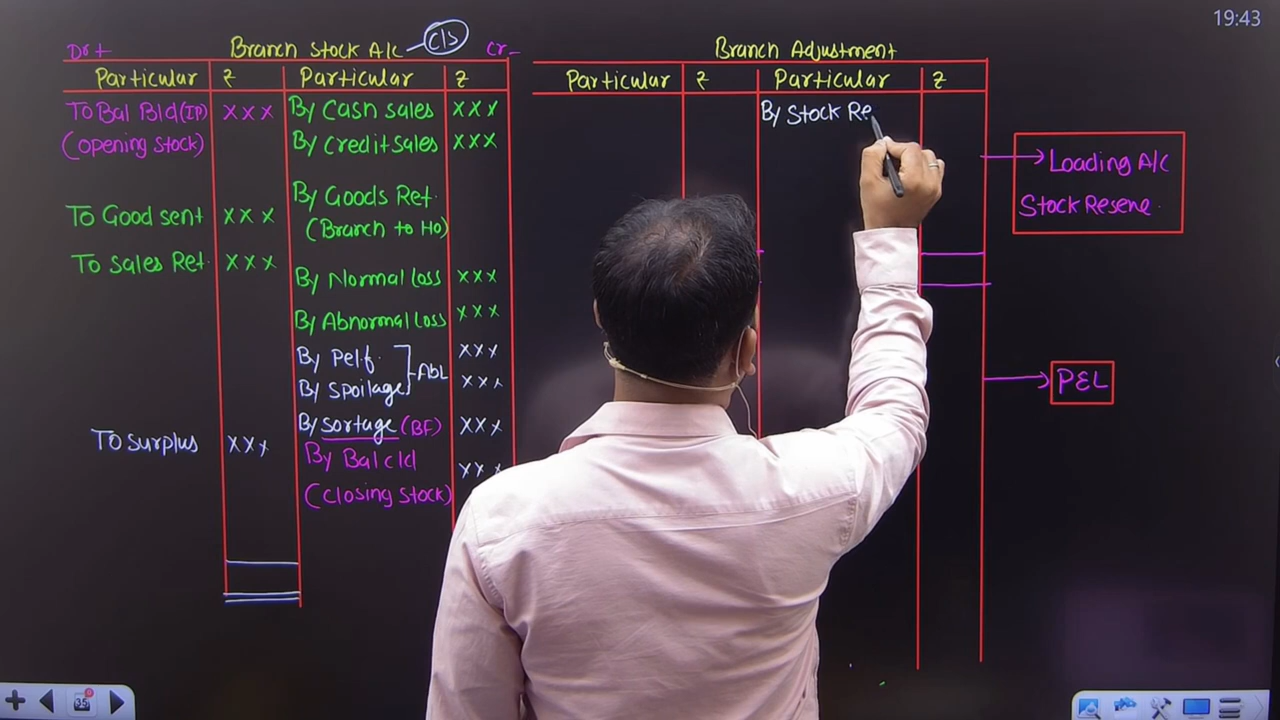 19:43
Dr + Branch Stock A/c C/S Cr -
Particular ₹ Particular ₹
To Bal B/d (IP) xxx By Cash sales xxx
(opening stock) By Credit sales xxx
By Goods Ret.
To Good sent xxx (Branch to HO)
To Sales Ret. xxx By Normal Loss xxx
By Abnormal Loss xxx
By Pelf. xxx
By Spoilage AbL xxx
To Surplus xxx By Sortage (BF) xxx
By Bal c/d xx
(closing stock)
Branch Adjustment
Particular ₹ Particular ₹
By Stock Re
Loading A/c
Stock Resene.
P&L
35